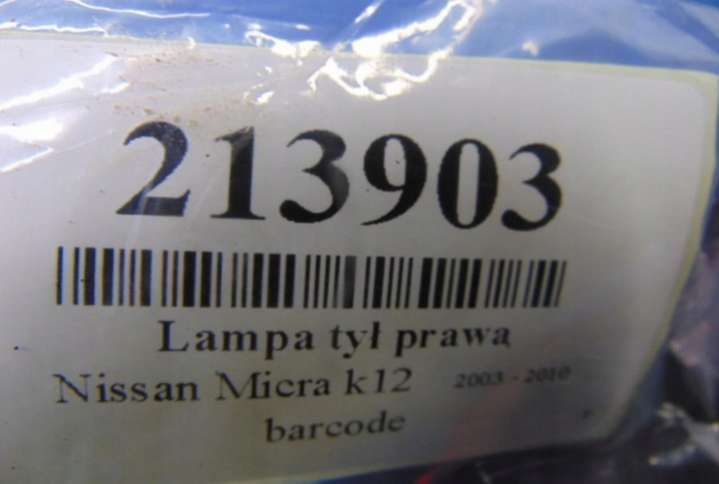 213903
Lampa tył prawa
Nissan Micra k12 2003 - 2010
barcode